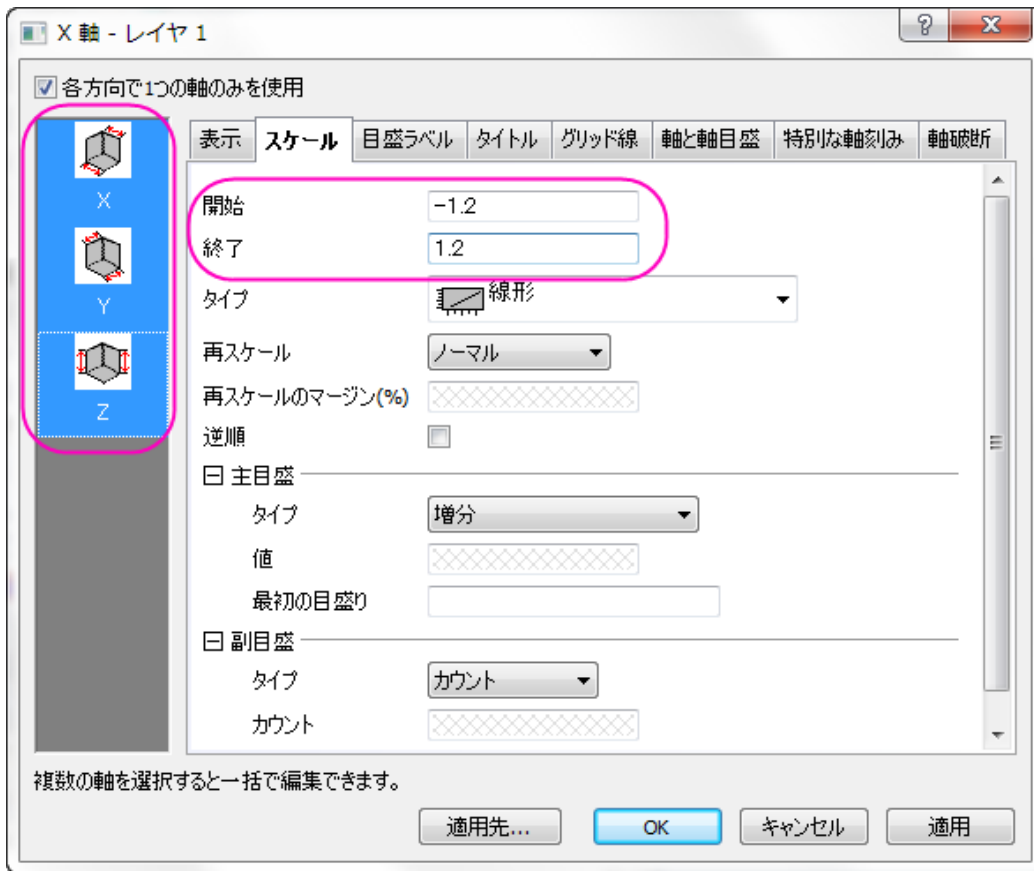 X 軸 - レイヤ 1
各方向で1つの軸のみを使用
X
Y
Z
表示 スケール 目盛ラベル タイトル グリッド線 軸と軸目盛 特別な軸刻み 軸破断
開始 -1.2
終了 1.2
タイプ 線形
再スケール ノーマル
再スケールのマージン(%)
逆順
主目盛
タイプ 増分
値
最初の目盛り
副目盛
タイプ カウント
カウント
複数の軸を選択すると一括で編集できます。
適用先... OK キャンセル 適用